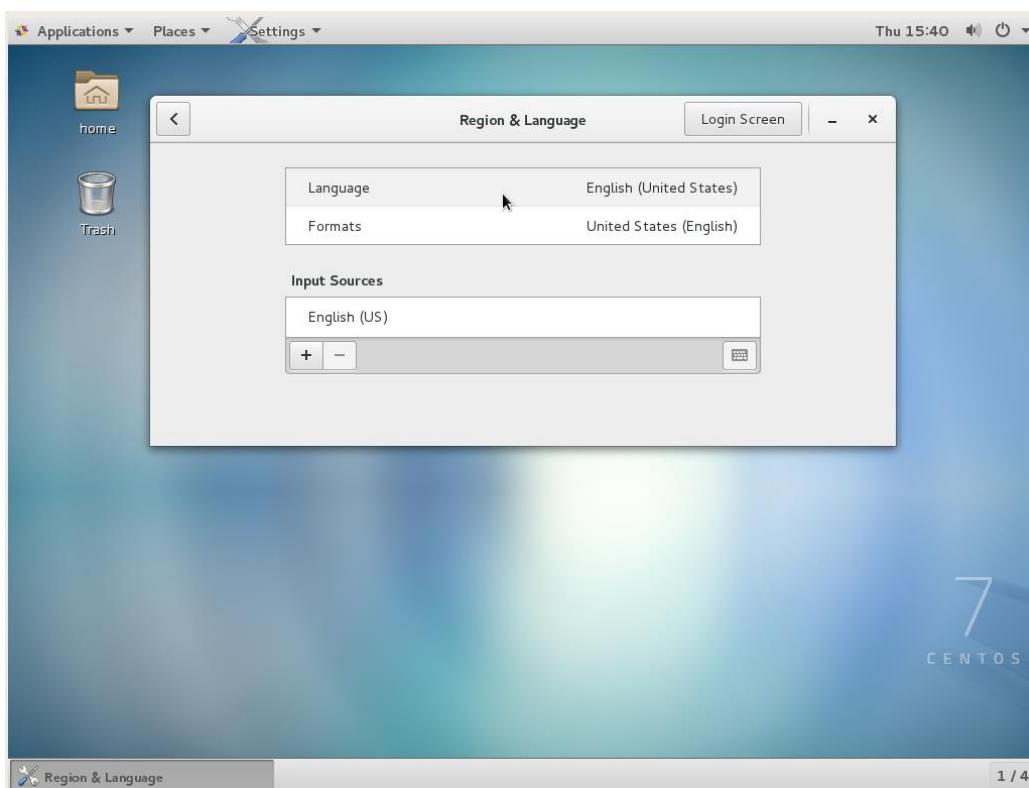 Applications Places Settings Thu 15:40
home
Trash
Region & Language Login Screen
Language English (United States)
Formats United States (English)
Input Sources
English (US)
+ −
7
CENTOS
Region & Language 1 / 4